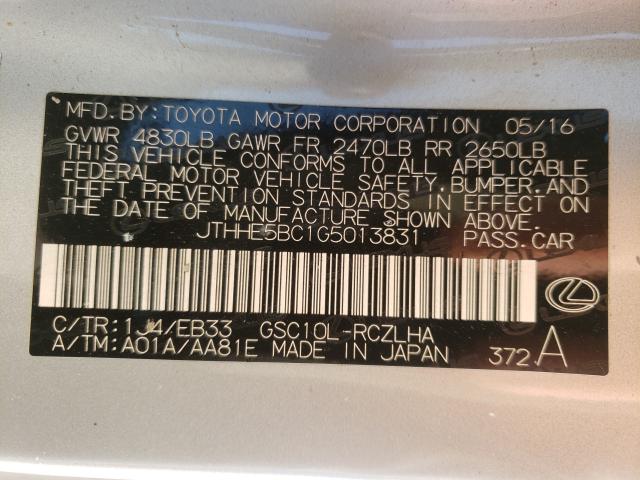 MFD. BY: TOYOTA MOTOR CORPORATION 05/16
GVWR 4830LB GAWR FR 2470LB RR 2650LB
THIS VEHICLE CONFORMS TO ALL APPLICABLE
FEDERAL MOTOR VEHICLE SAFETY, BUMPER, AND
THEFT PREVENTION STANDARDS IN EFFECT ON
THE DATE OF MANUFACTURE SHOWN ABOVE.
JTHHE5BC1G5013831 PASS. CAR
C/TR: 1J4/EB33 GSC10L-RCZLHA
A/TM: A01A/AA81E MADE IN JAPAN 372 A